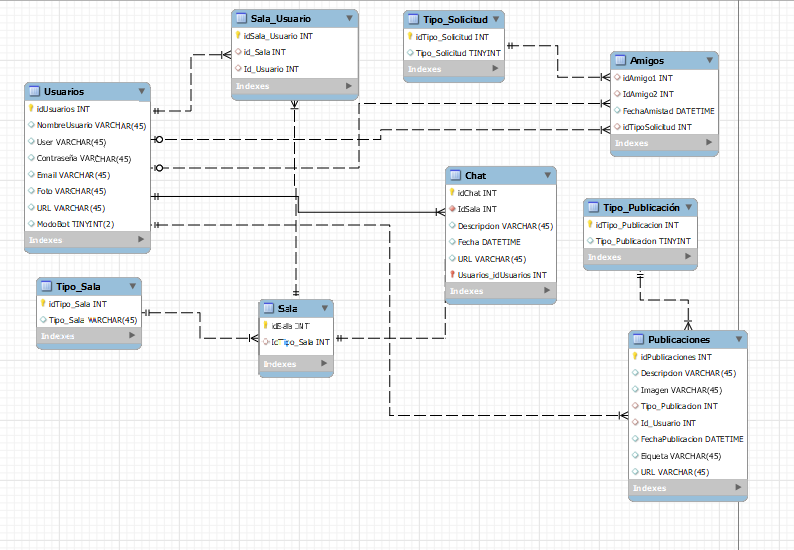 Sala_Usuario
idSala_Usuario INT
id_Sala INT
Id_Usuario INT
Indexes
Tipo_Solicitud
idTipo_Solicitud INT
Tipo_Solicitud TINYINT
Indexes
Amigos
idAmigo1 INT
IdAmigo2 INT
FechaAmistad DATETIME
idTipoSolicitud INT
Indexes
Usuarios
idUsuarios INT
NombreUsuario VARCHAR(45)
User VARCHAR(45)
Contraseña VARCHAR(45)
Email VARCHAR(45)
Foto VARCHAR(45)
URL VARCHAR(45)
ModoBot TINYINT(2)
Indexes
Chat
idChat INT
IdSala INT
Descripcion VARCHAR(45)
Fecha DATETIME
URL VARCHAR(45)
Usuarios_idUsuarios INT
Indexes
Tipo_Publicación
idTipo_Publicacion INT
Tipo_Publicacion TINYINT
Indexes
Tipo_Sala
idTipo_Sala INT
Tipo_Sala VARCHAR(45)
Indexes
Sala
idSala INT
IdTipo_Sala INT
Indexes
Publicaciones
idPublicaciones INT
Descripcion VARCHAR(45)
Imagen VARCHAR(45)
Tipo_Publicacion INT
Id_Usuario INT
FechaPublicacion DATETIME
Eiqueta VARCHAR(45)
URL VARCHAR(45)
Indexes